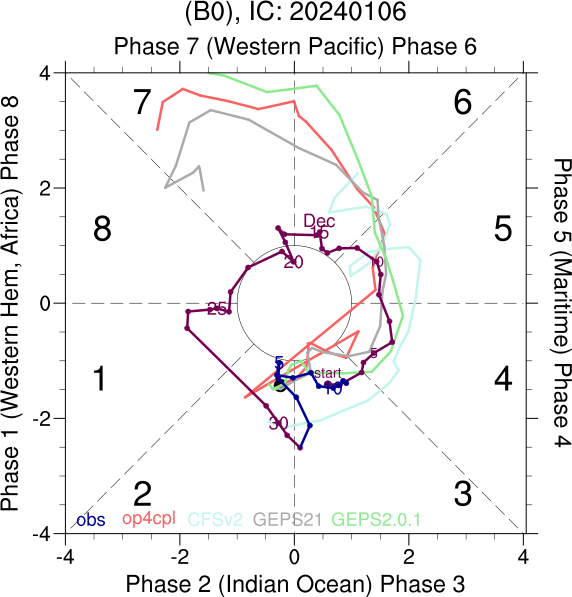 (B0), IC: 20240106
Phase 7 (Western Pacific) Phase 6
Phase 1 (Western Hem, Africa) Phase 8
Phase 5 (Maritime) Phase 4
4
2
0
-2
-4
7
6
8
5
1
4
2
3
Dec
15
20
25
30
start
5
10
5
obs op4cpl CFSv2 GEPS21 GEPS2.0.1
-4 -2 0 2 4
Phase 2 (Indian Ocean) Phase 3